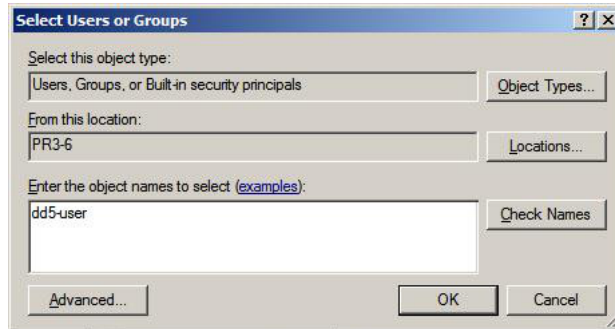 Select Users or Groups
Select this object type:
Users, Groups, or Built-in security principals
Object Types...
From this location:
PR3-6
Locations...
Enter the object names to select (examples):
dd5-user
Check Names
Advanced...
OK
Cancel